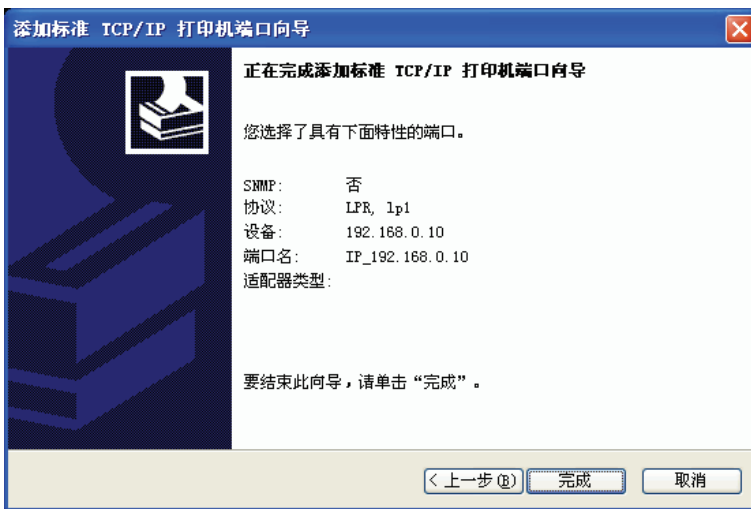 添加标准 TCP/IP 打印机端口向导
正在完成添加标准 TCP/IP 打印机端口向导
您选择了具有下面特性的端口。
SNMP: 否
协议: LPR, lp1
设备: 192.168.0.10
端口名: IP_192.168.0.10
适配器类型:
要结束此向导，请单击“完成”。
< 上一步(B) 完成 取消